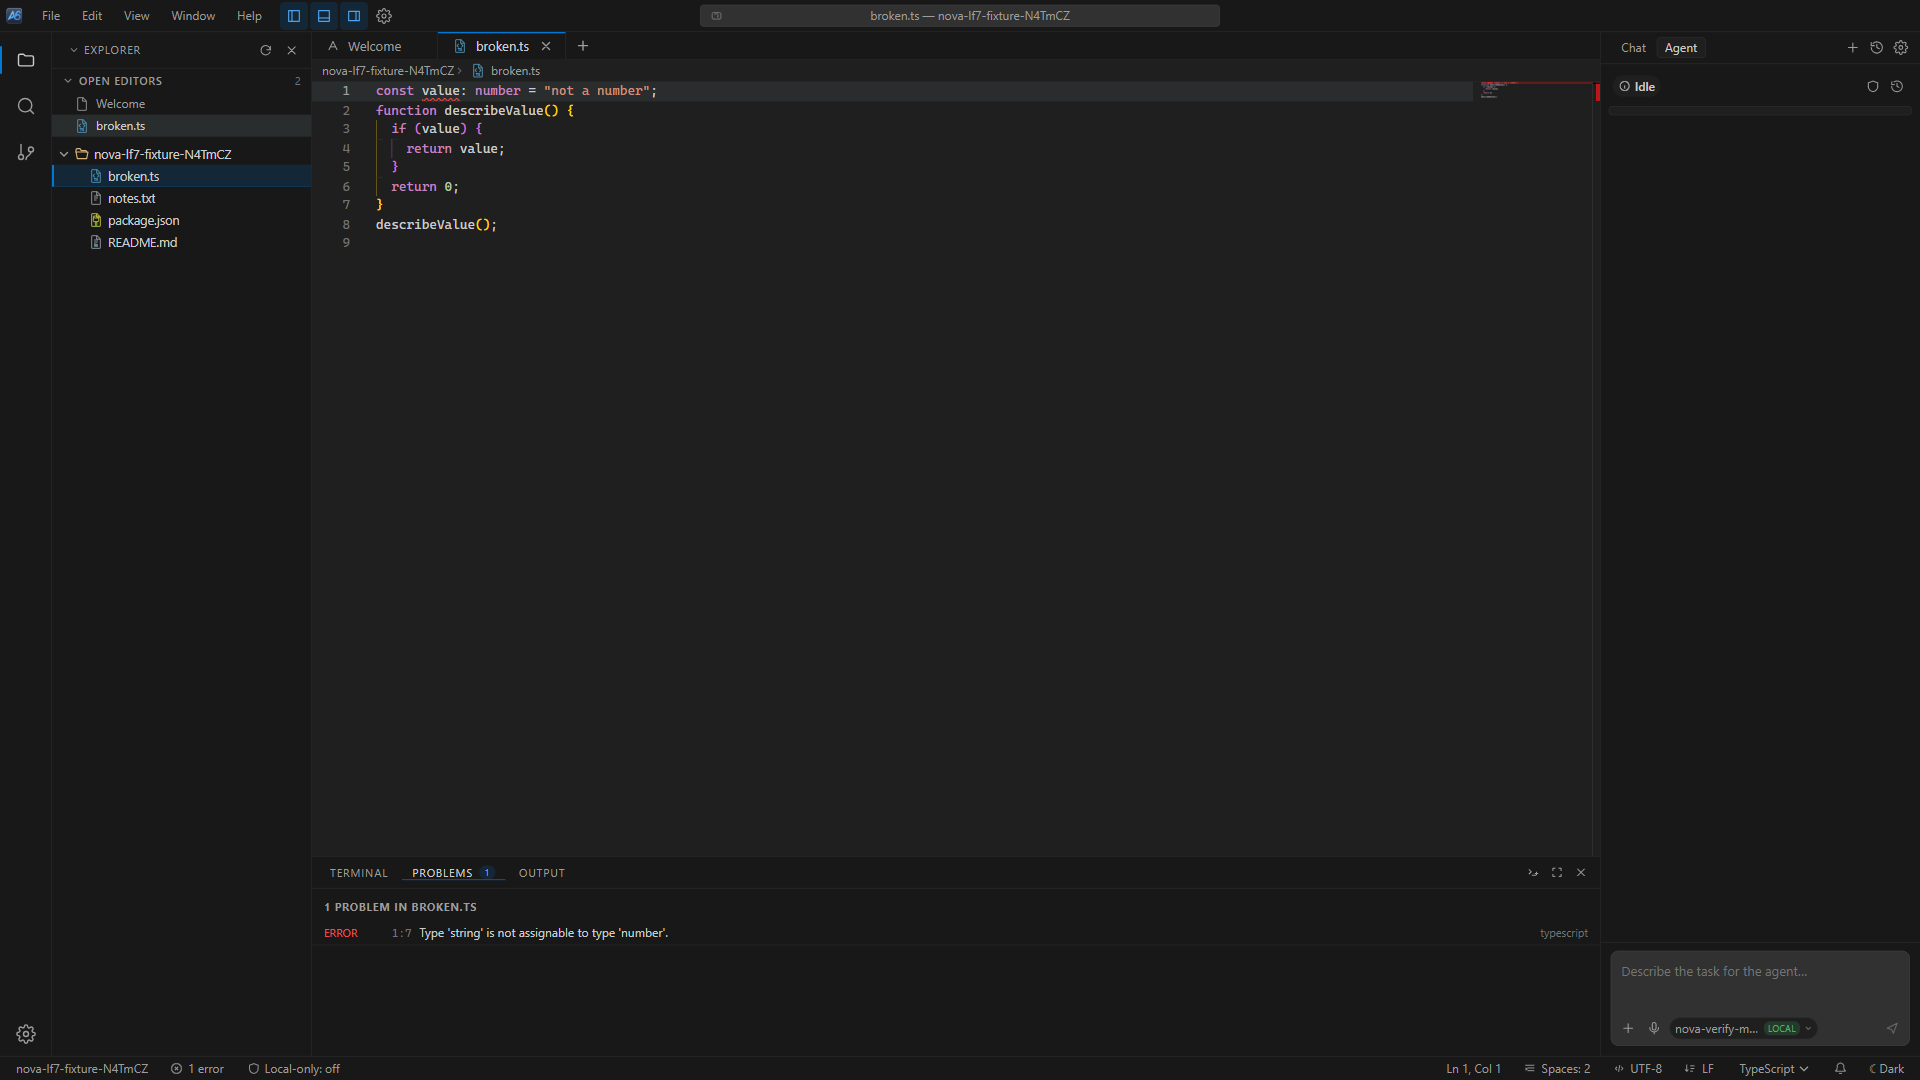 File Edit View Window Help
broken.ts — nova-lf7-fixture-N4TmCZ
EXPLORER
OPEN EDITORS 2
Welcome
broken.ts
nova-lf7-fixture-N4TmCZ
broken.ts
notes.txt
package.json
README.md
Welcome broken.ts
nova-lf7-fixture-N4TmCZ > broken.ts
1 const value: number = "not a number";
2 function describeValue() {
3 if (value) {
4 return value;
5 }
6 return 0;
7 }
8 describeValue();
9
TERMINAL PROBLEMS 1 OUTPUT
1 PROBLEM IN BROKEN.TS
ERROR 1:7 Type 'string' is not assignable to type 'number'. typescript
Chat Agent
Idle
Describe the task for the agent...
nova-verify-m... LOCAL
nova-lf7-fixture-N4TmCZ 1 error Local-only: off Ln 1, Col 1 Spaces: 2 UTF-8 LF TypeScript Dark